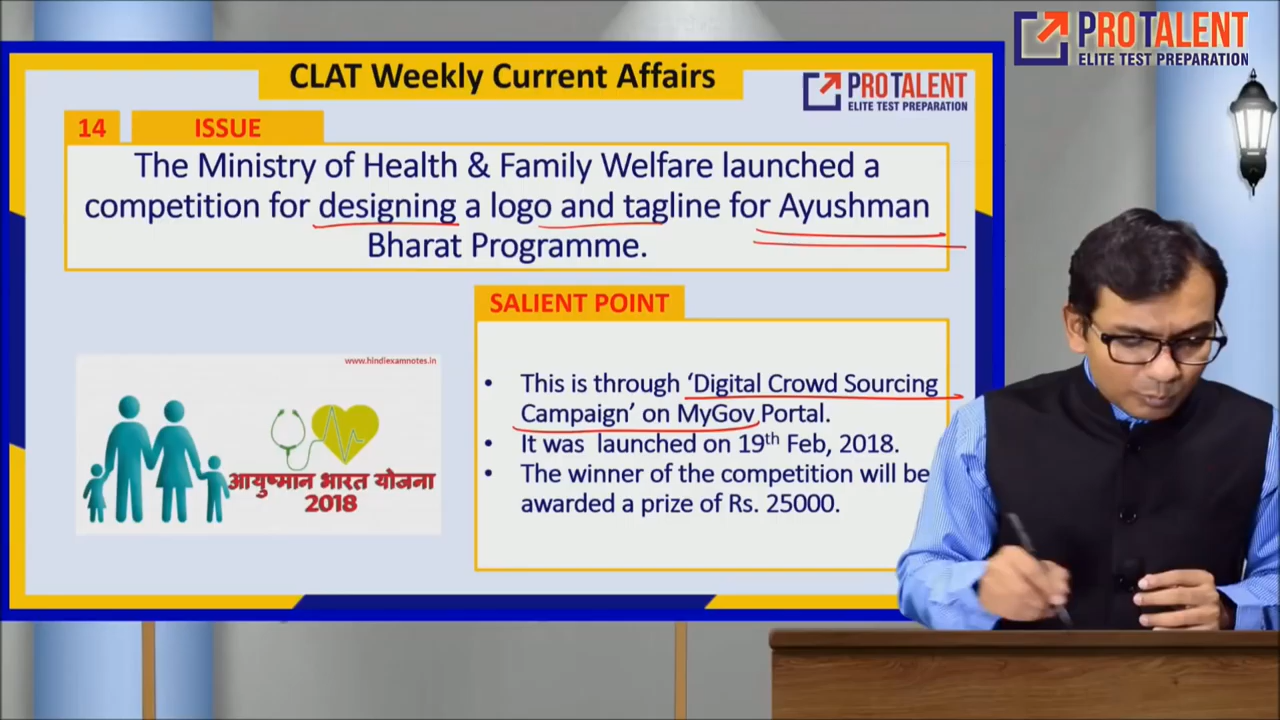 PROTALENT
ELITE TEST PREPARATION
CLAT Weekly Current Affairs
PROTALENT
ELITE TEST PREPARATION
14 ISSUE
The Ministry of Health & Family Welfare launched a
competition for designing a logo and tagline for Ayushman
Bharat Programme.
SALIENT POINT
www.hindiexamnotes.in
आयुष्मान भारत योजना
2018
• This is through ‘Digital Crowd Sourcing
Campaign’ on MyGov Portal.
• It was launched on 19th Feb, 2018.
• The winner of the competition will be
awarded a prize of Rs. 25000.